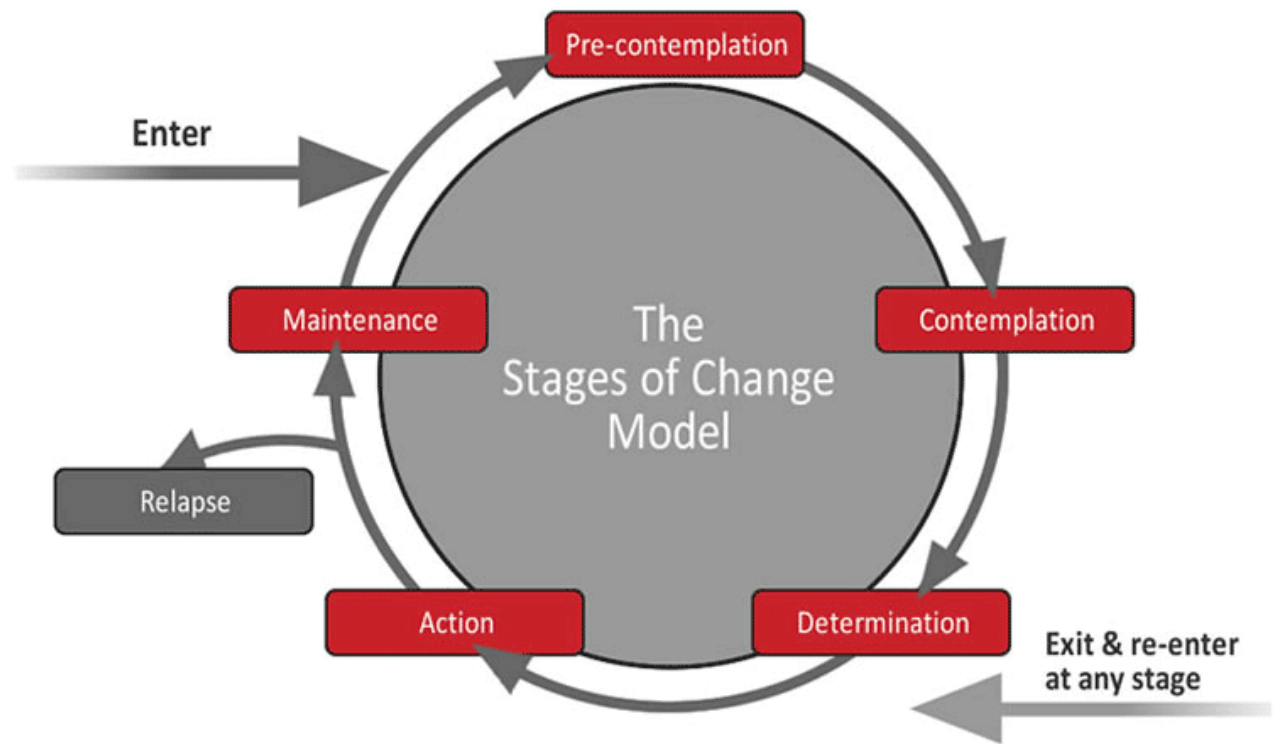 Pre-contemplation
Enter
Maintenance
Contemplation
The
Stages of Change
Model
Relapse
Action
Determination
Exit & re-enter
at any stage